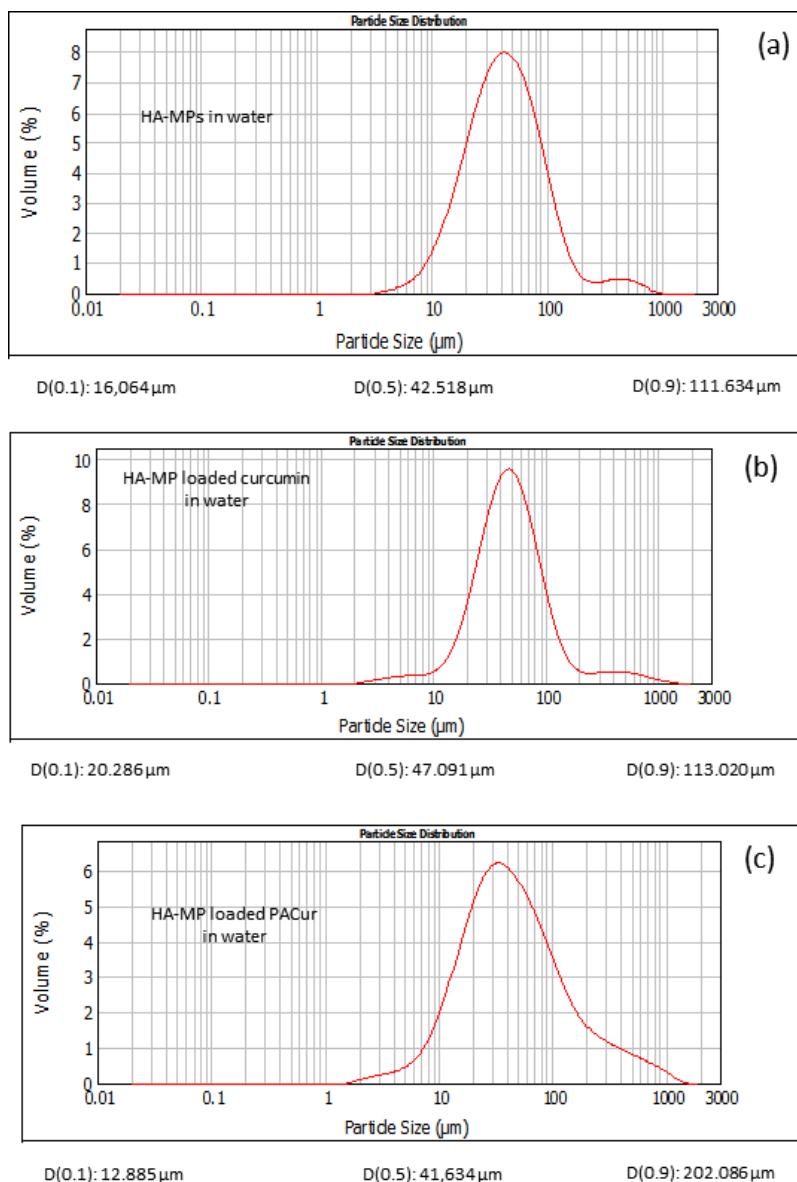 Particle Size Distribution
(a)
HA-MPs in water
Volume (%)
8
7
6
5
4
3
2
1
0
0.01 0.1 1 10 100 1000 3000
Particle Size (µm)
D(0.1): 16,064 µm D(0.5): 42.518 µm D(0.9): 111.634 µm
Particle Size Distribution
(b)
HA-MP loaded curcumin
in water
Volume (%)
10
8
6
4
2
0
0.01 0.1 1 10 100 1000 3000
Particle Size (µm)
D(0.1): 20.286 µm D(0.5): 47.091 µm D(0.9): 113.020 µm
Particle Size Distribution
(c)
HA-MP loaded PACur
in water
Volume (%)
6
5
4
3
2
1
0
0.01 0.1 1 10 100 1000 3000
Particle Size (µm)
D(0.1): 12.885 µm D(0.5): 41,634 µm D(0.9): 202.086 µm